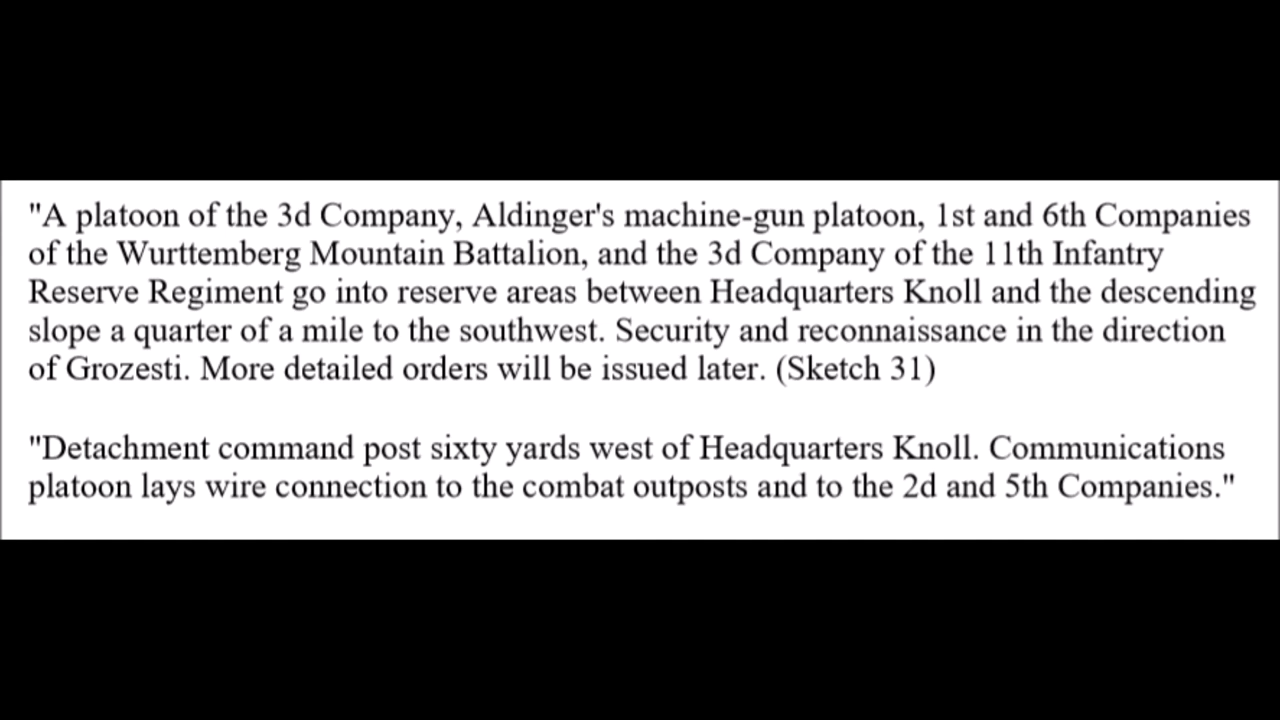 "A platoon of the 3d Company, Aldinger's machine-gun platoon, 1st and 6th Companies
of the Wurttemberg Mountain Battalion, and the 3d Company of the 11th Infantry
Reserve Regiment go into reserve areas between Headquarters Knoll and the descending
slope a quarter of a mile to the southwest. Security and reconnaissance in the direction
of Grozesti. More detailed orders will be issued later. (Sketch 31)
"Detachment command post sixty yards west of Headquarters Knoll. Communications
platoon lays wire connection to the combat outposts and to the 2d and 5th Companies."